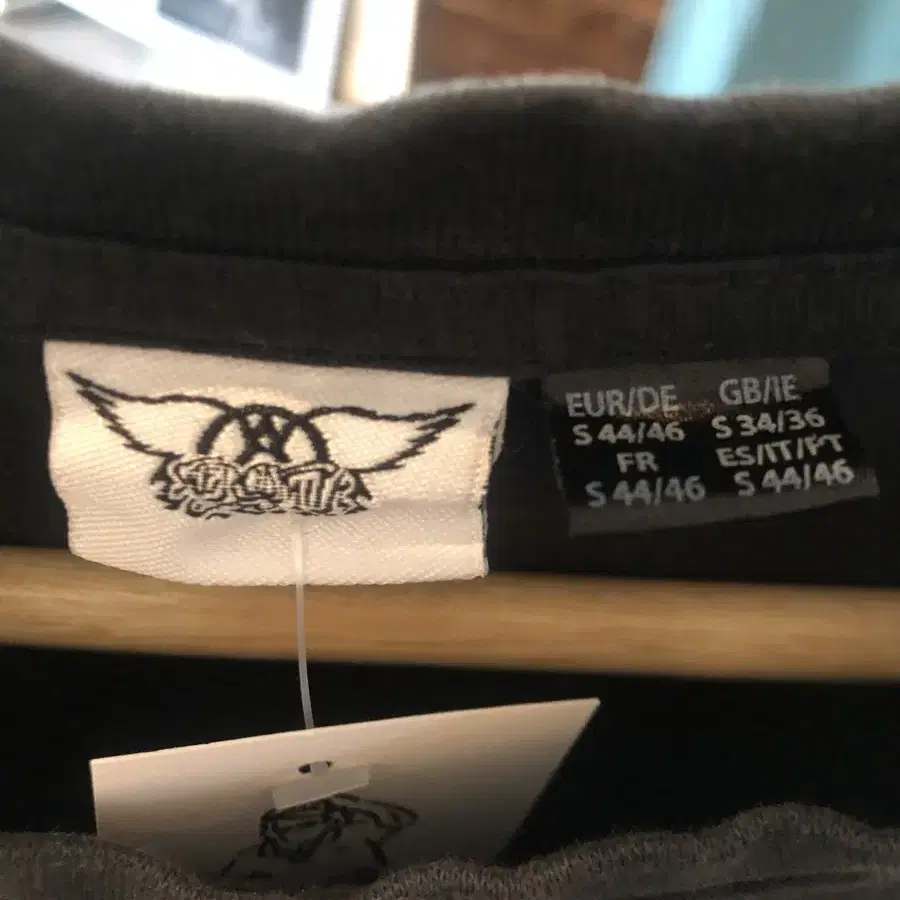 EUR/DE GB/IE
S 44/46 S 34/36
FR ES/IT/PT
S 44/46 S 44/46